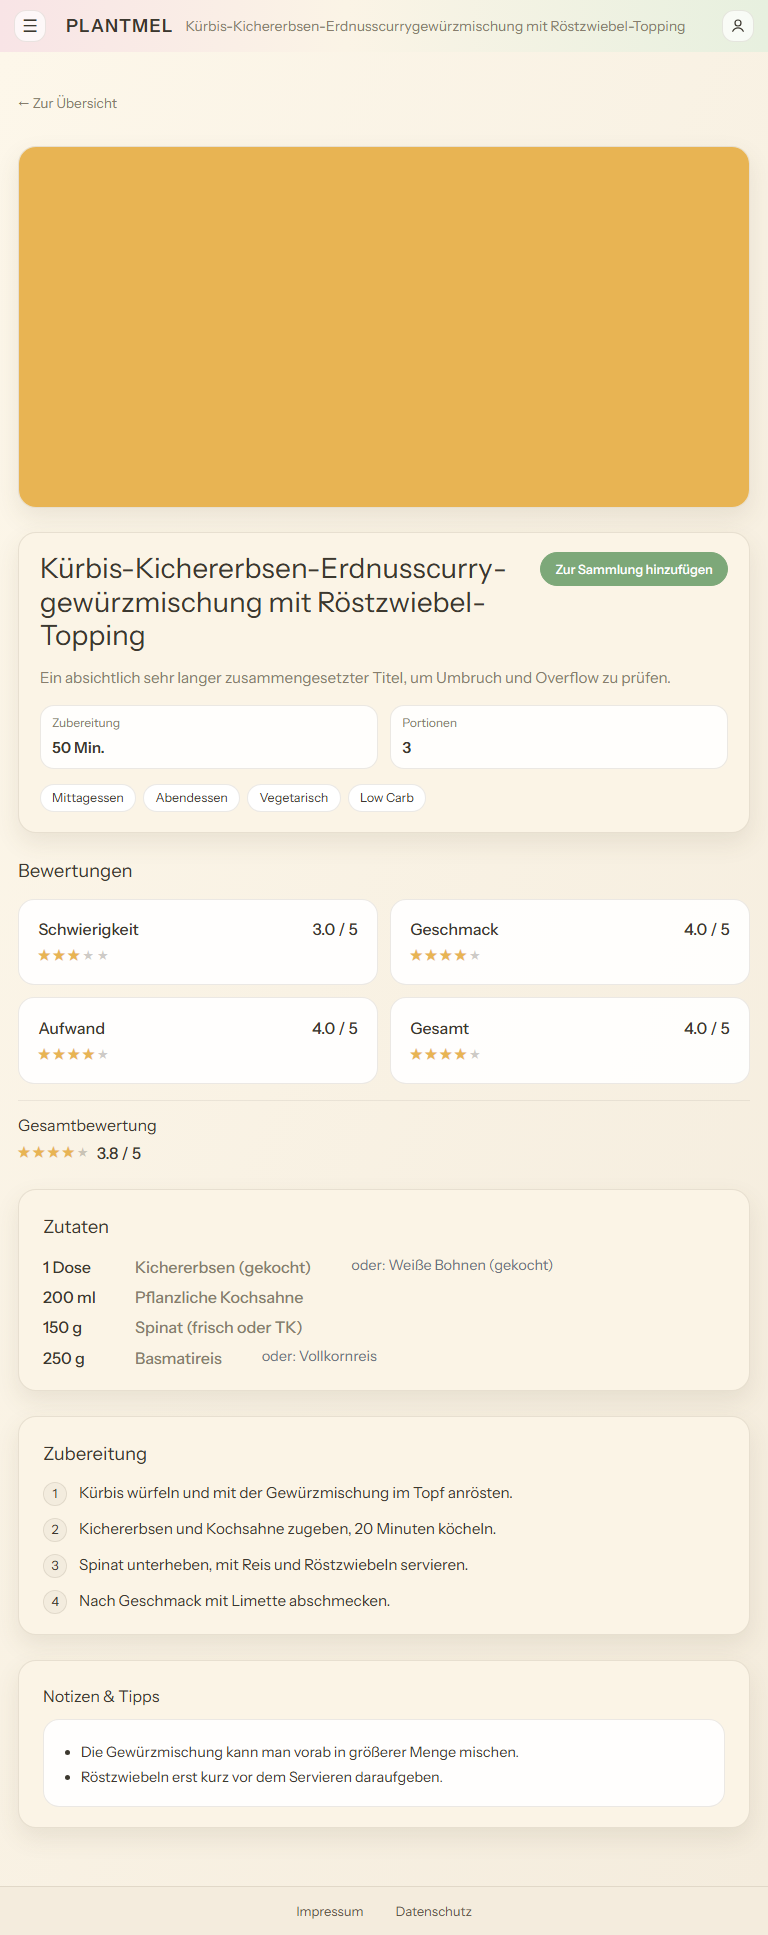 ☰ PLANTMEL Kürbis-Kichererbsen-Erdnusscurrygewürzmischung mit Röstzwiebel-Topping
← Zur Übersicht
Kürbis-Kichererbsen-Erdnusscurry-
gewürzmischung mit Röstzwiebel-
Topping
Zur Sammlung hinzufügen
Ein absichtlich sehr langer zusammengesetzter Titel, um Umbruch und Overflow zu prüfen.
Zubereitung
50 Min.
Portionen
3
Mittagessen Abendessen Vegetarisch Low Carb
Bewertungen
Schwierigkeit 3.0 / 5
★★★★★
Geschmack 4.0 / 5
★★★★★
Aufwand 4.0 / 5
★★★★★
Gesamt 4.0 / 5
★★★★★
Gesamtbewertung
★★★★★ 3.8 / 5
Zutaten
1 Dose Kichererbsen (gekocht) oder: Weiße Bohnen (gekocht)
200 ml Pflanzliche Kochsahne
150 g Spinat (frisch oder TK)
250 g Basmatireis oder: Vollkornreis
Zubereitung
1 Kürbis würfeln und mit der Gewürzmischung im Topf anrösten.
2 Kichererbsen und Kochsahne zugeben, 20 Minuten köcheln.
3 Spinat unterheben, mit Reis und Röstzwiebeln servieren.
4 Nach Geschmack mit Limette abschmecken.
Notizen & Tipps
• Die Gewürzmischung kann man vorab in größerer Menge mischen.
• Röstzwiebeln erst kurz vor dem Servieren daraufgeben.
Impressum Datenschutz